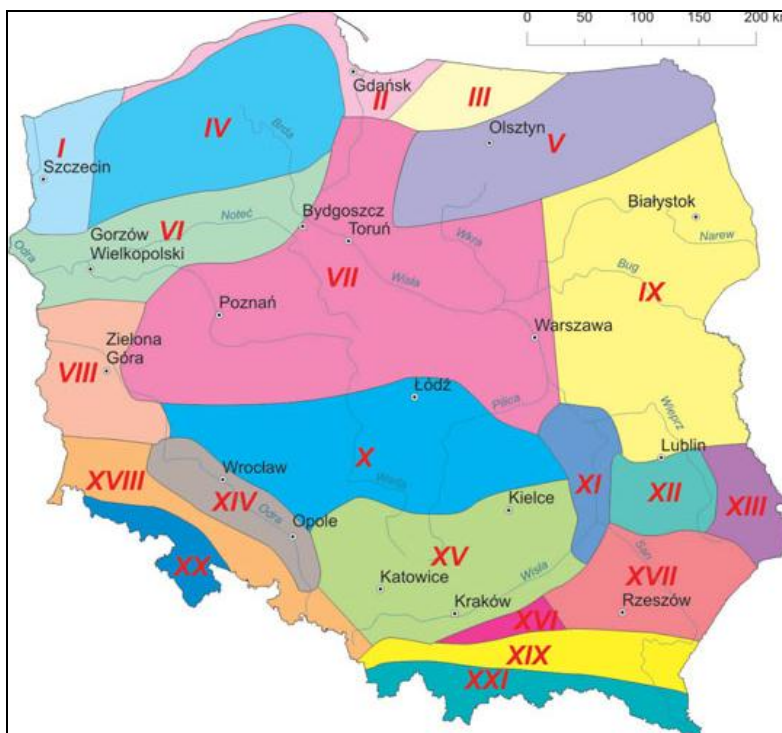 0 50 100 150 200 km
Gdańsk
II
III
IV
Brda
Olsztyn
V
I
Szczecin
Białystok
Narew
Bydgoszcz
Toruń
Noteć
VI
Odra
Gorzów
Wielkopolski
Wkra
Bug
IX
VII
Wisła
Poznań
Warszawa
Zielona
Góra
VIII
Łódź
Pilica
Wieprz
Lublin
XVIII
Wrocław
X
Warta
XI
XII
XIII
XIV
Odra
Kielce
Opole
XV
San
XX
Katowice
Wisła
XVII
Kraków
XVI
Rzeszów
XIX
XXI